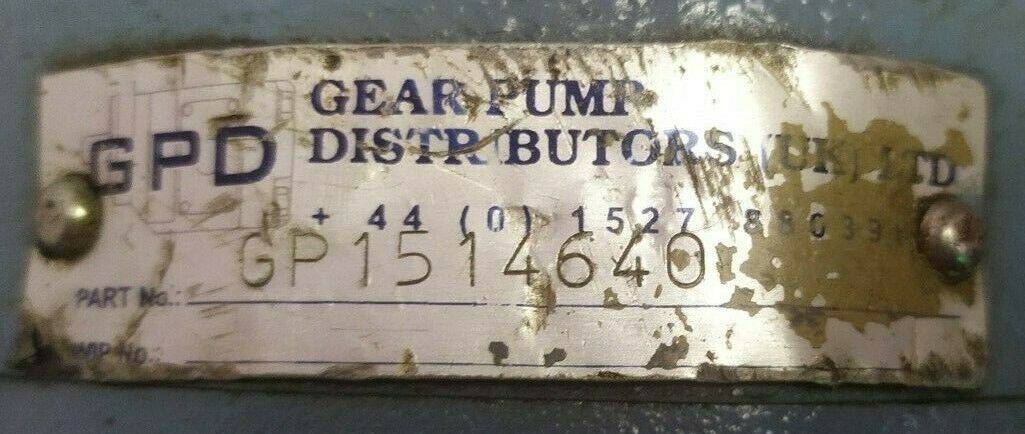 GPD
GEAR PUMP
DISTRIBUTORS (UK) LTD
+ 44 (0) 1527
GP1514640
PART No.: